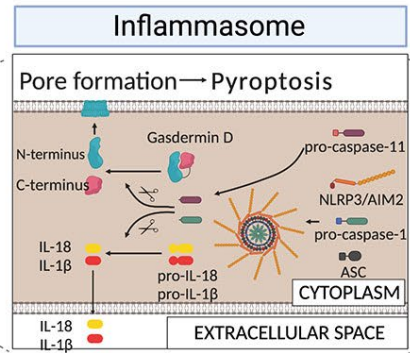 Inflammasome
Pore formation → Pyroptosis
N-terminus
Gasdermin D
C-terminus
pro-caspase-11
NLRP3/AIM2
pro-caspase-1
ASC
IL-18
IL-1β
pro-IL-18
pro-IL-1β
CYTOPLASM
IL-18
IL-1β
EXTRACELLULAR SPACE